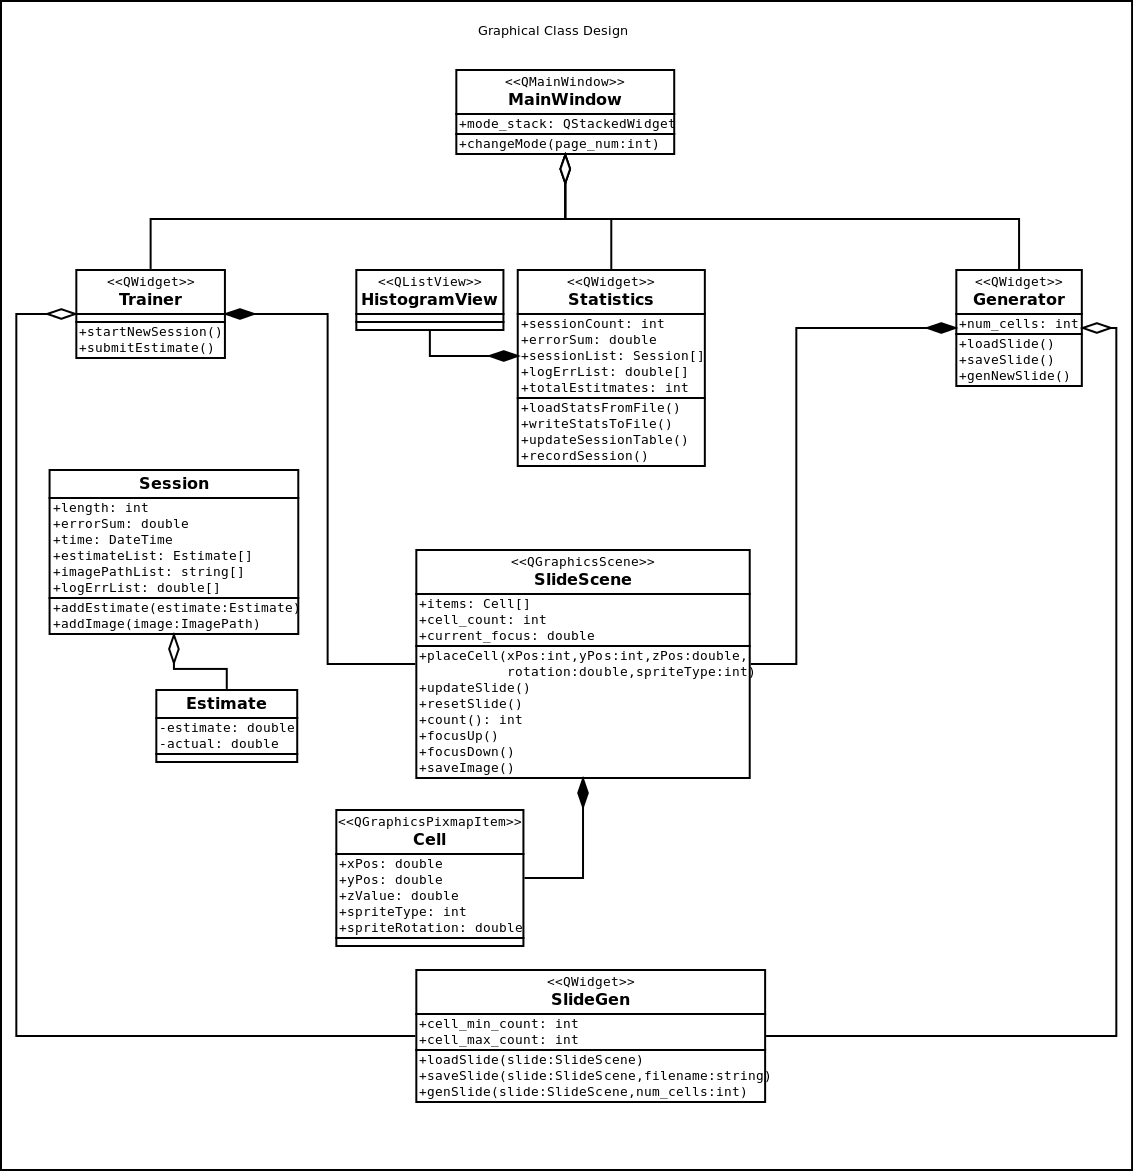 Graphical Class Design
<<QMainWindow>>
MainWindow
+mode_stack: QStackedWidget
+changeMode(page_num:int)
<<QWidget>>
Trainer
+startNewSession()
+submitEstimate()
<<QListView>>
HistogramView
<<QWidget>>
Statistics
+sessionCount: int
+errorSum: double
+sessionList: Session[]
+logErrList: double[]
+totalEstitmates: int
+loadStatsFromFile()
+writeStatsToFile()
+updateSessionTable()
+recordSession()
<<QWidget>>
Generator
+num_cells: int
+loadSlide()
+saveSlide()
+genNewSlide()
Session
+length: int
+errorSum: double
+time: DateTime
+estimateList: Estimate[]
+imagePathList: string[]
+logErrList: double[]
+addEstimate(estimate:Estimate)
+addImage(image:ImagePath)
Estimate
-estimate: double
-actual: double
<<QGraphicsScene>>
SlideScene
+items: Cell[]
+cell_count: int
+current_focus: double
+placeCell(xPos:int,yPos:int,zPos:double,
rotation:double,spriteType:int)
+updateSlide()
+resetSlide()
+count(): int
+focusUp()
+focusDown()
+saveImage()
<<QGraphicsPixmapItem>>
Cell
+xPos: double
+yPos: double
+zValue: double
+spriteType: int
+spriteRotation: double
<<QWidget>>
SlideGen
+cell_min_count: int
+cell_max_count: int
+loadSlide(slide:SlideScene)
+saveSlide(slide:SlideScene,filename:string)
+genSlide(slide:SlideScene,num_cells:int)